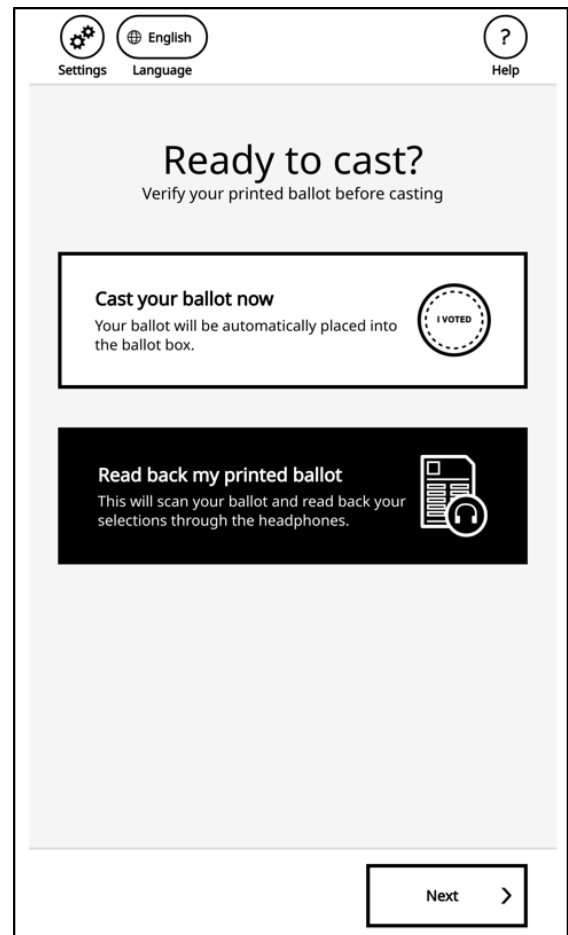 English
Settings
Language
?
Help
Ready to cast?
Verify your printed ballot before casting
Cast your ballot now
Your ballot will be automatically placed into
the ballot box.
I VOTED
Read back my printed ballot
This will scan your ballot and read back your
selections through the headphones.
Next